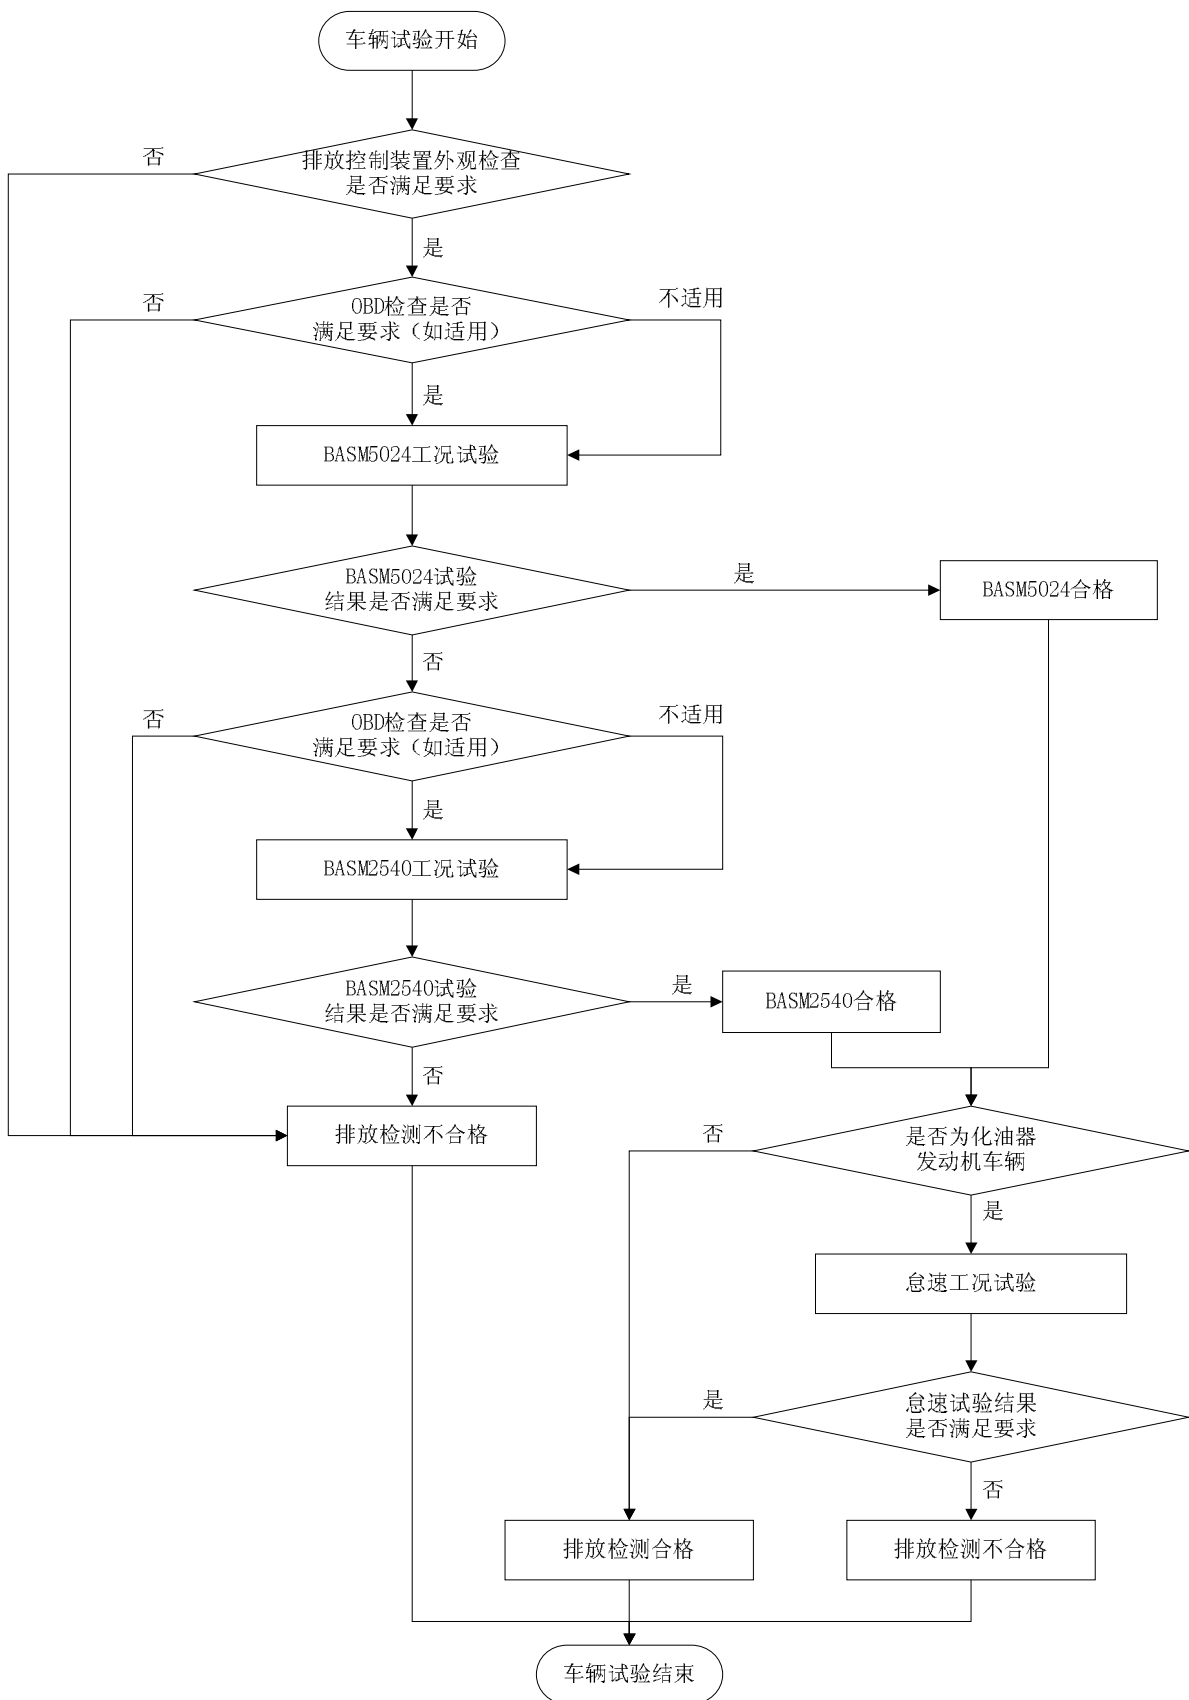 车辆试验开始
否
排放控制装置外观检查
是否满足要求
是
否
OBD检查是否
满足要求（如适用）
不适用
是
BASM5024工况试验
BASM5024试验
结果是否满足要求
是
BASM5024合格
否
否
OBD检查是否
满足要求（如适用）
不适用
是
BASM2540工况试验
BASM2540试验
结果是否满足要求
是
BASM2540合格
否
排放检测不合格
否
是否为化油器
发动机车辆
是
怠速工况试验
是
怠速试验结果
是否满足要求
否
排放检测合格
排放检测不合格
车辆试验结束